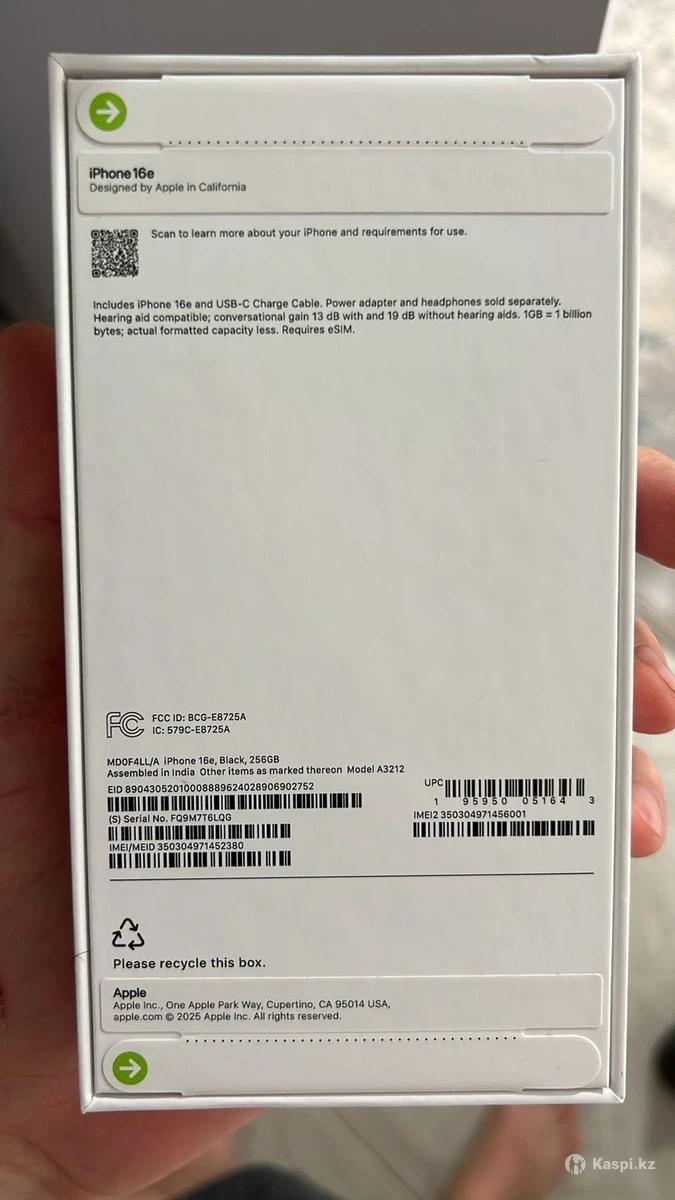 iPhone 16e
Designed by Apple in California
Scan to learn more about your iPhone and requirements for use.
Includes iPhone 16e and USB-C Charge Cable. Power adapter and headphones sold separately.
Hearing aid compatible; conversational gain 13 dB with and 19 dB without hearing aids. 1GB = 1 billion
bytes; actual formatted capacity less. Requires eSIM.
FC
FCC ID: BCG-E8725A
IC: 579C-E8725A
MD0F4LL/A iPhone 16e, Black, 256GB
Assembled in India Other items as marked thereon Model A3212
EID 89043052010008889624028906902752
UPC
1 95950 05164 3
(S) Serial No. FQ9M7T6LQG
IMEI2 350304971456001
IMEI/MEID 350304971452380
Please recycle this box.
Apple
Apple Inc., One Apple Park Way, Cupertino, CA 95014 USA,
apple.com © 2025 Apple Inc. All rights reserved.
Kaspi.kz